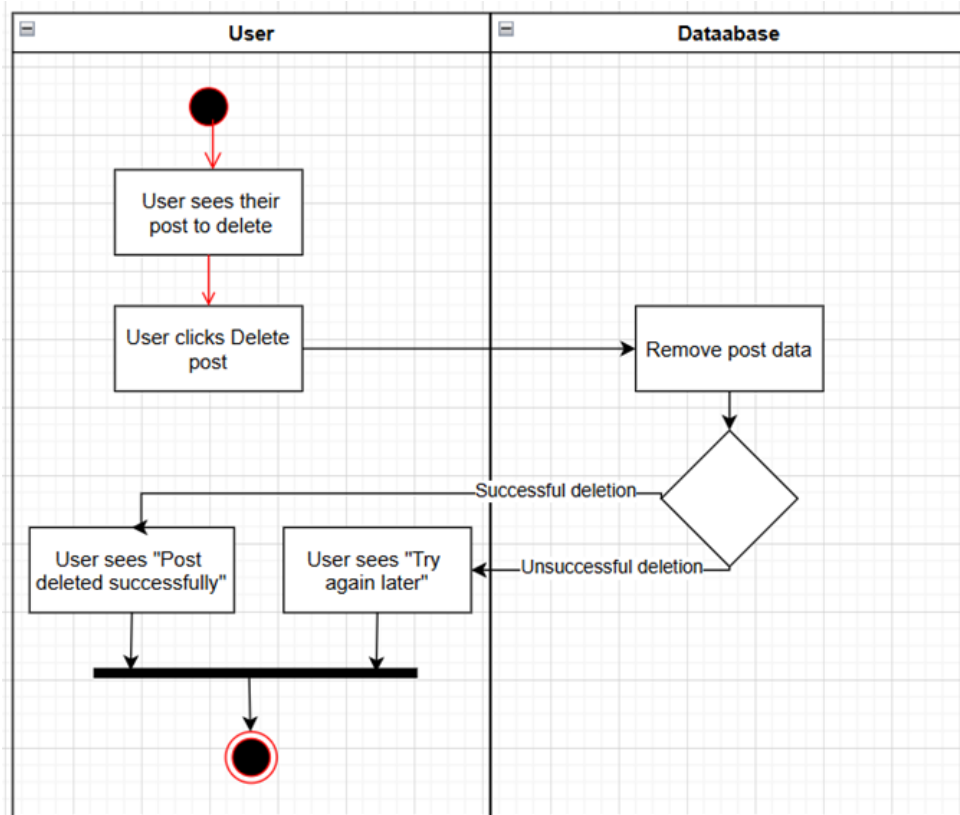 User
Dataabase
User sees their
post to delete
User clicks Delete
post
Remove post data
Successful deletion
Unsuccessful deletion
User sees "Post
deleted successfully"
User sees "Try
again later"